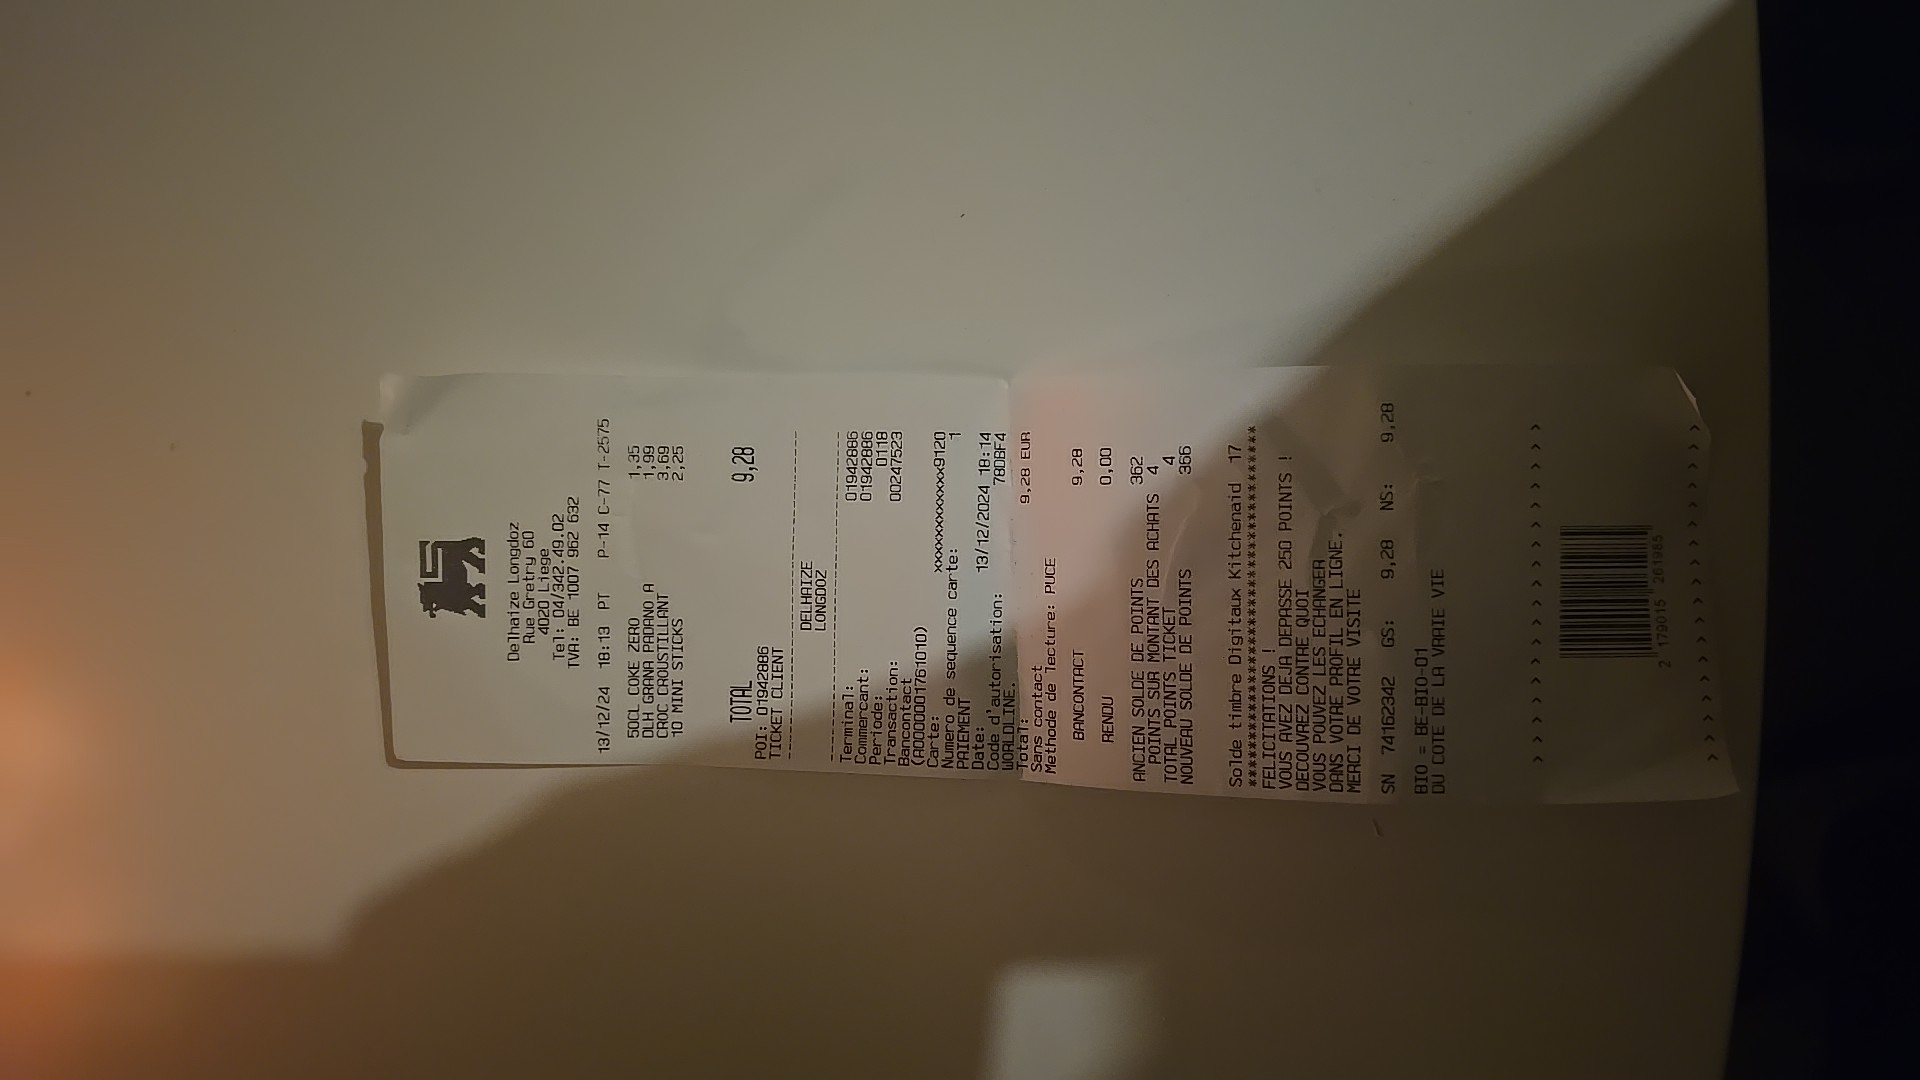 Delhaize Longdoz
Rue Gretry 60
4020 Liege
Tel: 04/342.49.02
TVA: BE 1007 962 632
13/12/24 18:13 PT P-14 C-77 T-2575
50CL COKE ZERO 1,35
DLH GRANA PADANO A 1,99
CROC CROUSTILLANT 3,69
10 MINI STICKS 2,25
TOTAL 9,28
POI: 01942886
TICKET CLIENT
DELHAIZE
LONGDOZ
Terminal: 01942886
Commercant: 01942886
Periode: 0118
Transaction: 00247523
Bancontact
(A0000001761010)
Carte: xxxxxxxxxxxxx9120
Numero de sequence carte: 1
PAIEMENT
Date: 13/12/2024 18:14
Code d'autorisation: 780BF4
WORLDLINE.
Total: 9,28 EUR
Sans contact
Methode de lecture: PUCE
BANCONTACT 9,28
RENDU 0,00
ANCIEN SOLDE DE POINTS 362
POINTS SUR MONTANT DES ACHATS 4
TOTAL POINTS TICKET 4
NOUVEAU SOLDE DE POINTS 366
Solde timbre Digitaux Kitchenaid 17
****************************************
FELICITATIONS !
VOUS AVEZ DEJA DEPASSE 250 POINTS !
DECOUVREZ CONTRE QUOI
VOUS POUVEZ LES ECHANGER
DANS VOTRE PROFIL EN LIGNE.
MERCI DE VOTRE VISITE
SN 74162342 GS: 9,28 NS: 9,28
BIO = BE-BIO-01
DU COTE DE LA VRAIE VIE
2 179015 261985